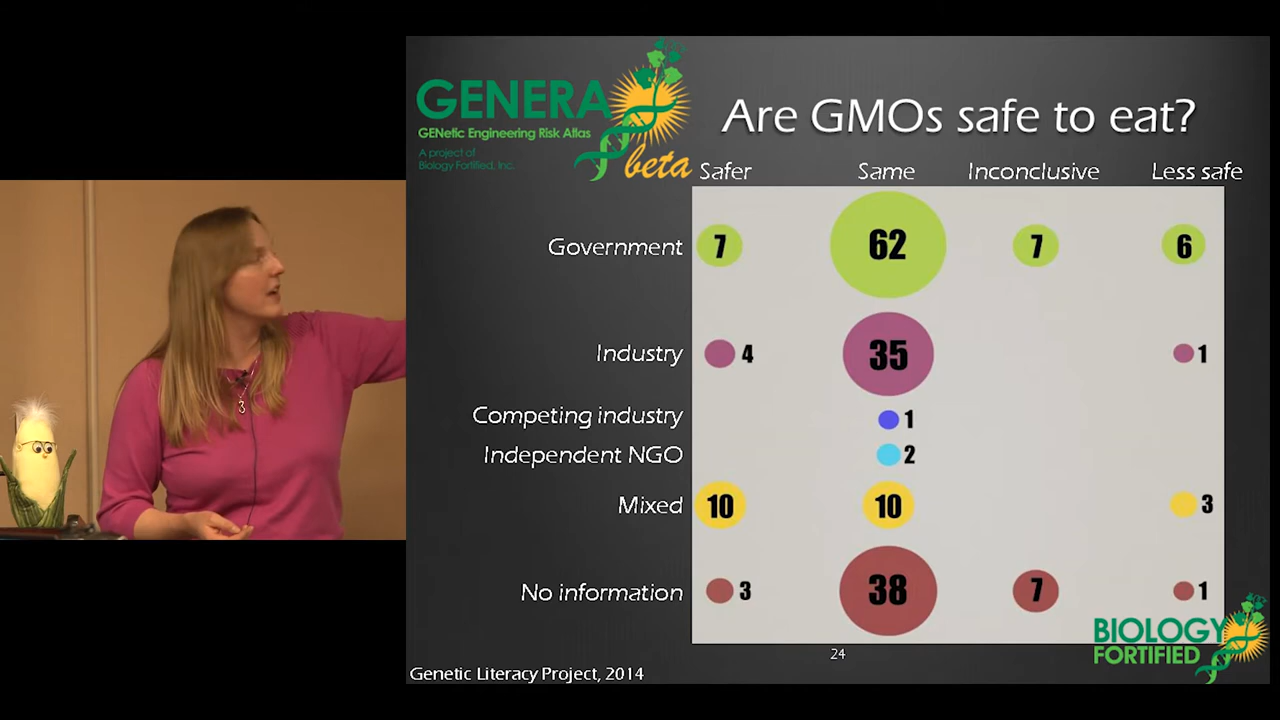 GENERA
GENetic Engineering Risk Atlas
A project of
Biology Fortified, Inc.
beta
Are GMOs safe to eat?
Safer Same Inconclusive Less safe
Government 7 62 7 6
Industry 4 35 1
Competing industry 1
Independent NGO 2
Mixed 10 10 3
No information 3 38 7 1
BIOLOGY
FORTIFIED
24
Genetic Literacy Project, 2014
3